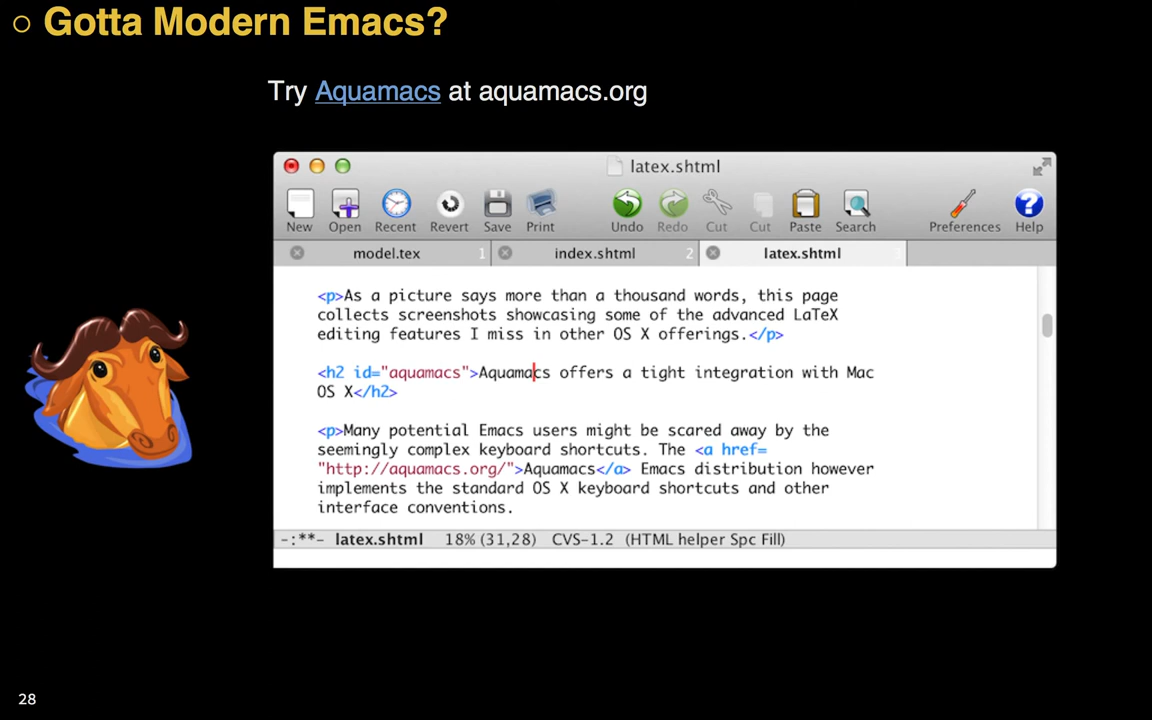 ○ Gotta Modern Emacs?
Try Aquamacs at aquamacs.org
latex.shtml
New Open Recent Revert Save Print Undo Redo Cut Cut Paste Search Preferences Help
model.tex 1 index.shtml 2 latex.shtml
<p>As a picture says more than a thousand words, this page
collects screenshots showcasing some of the advanced LaTeX
editing features I miss in other OS X offerings.</p>
<h2 id="aquamacs">Aquamacs offers a tight integration with Mac
OS X</h2>
<p>Many potential Emacs users might be scared away by the
seemingly complex keyboard shortcuts. The <a href=
"http://aquamacs.org/">Aquamacs</a> Emacs distribution however
implements the standard OS X keyboard shortcuts and other
interface conventions.
-:**- latex.shtml 18% (31,28) CVS-1.2 (HTML helper Spc Fill)
28